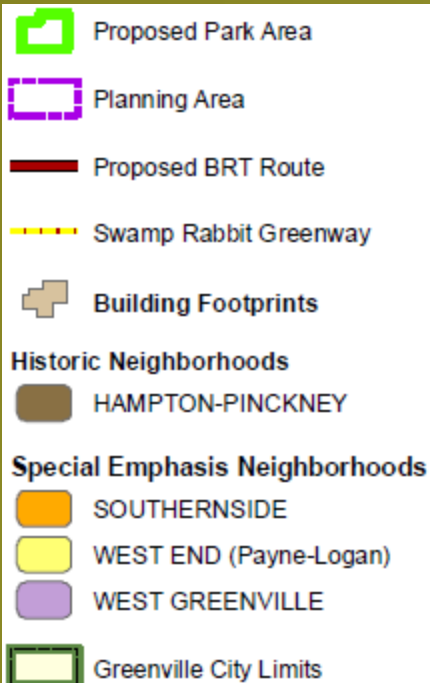 Proposed Park Area
Planning Area
Proposed BRT Route
Swamp Rabbit Greenway
Building Footprints
Historic Neighborhoods
HAMPTON-PINCKNEY
Special Emphasis Neighborhoods
SOUTHERNSIDE
WEST END (Payne-Logan)
WEST GREENVILLE
Greenville City Limits